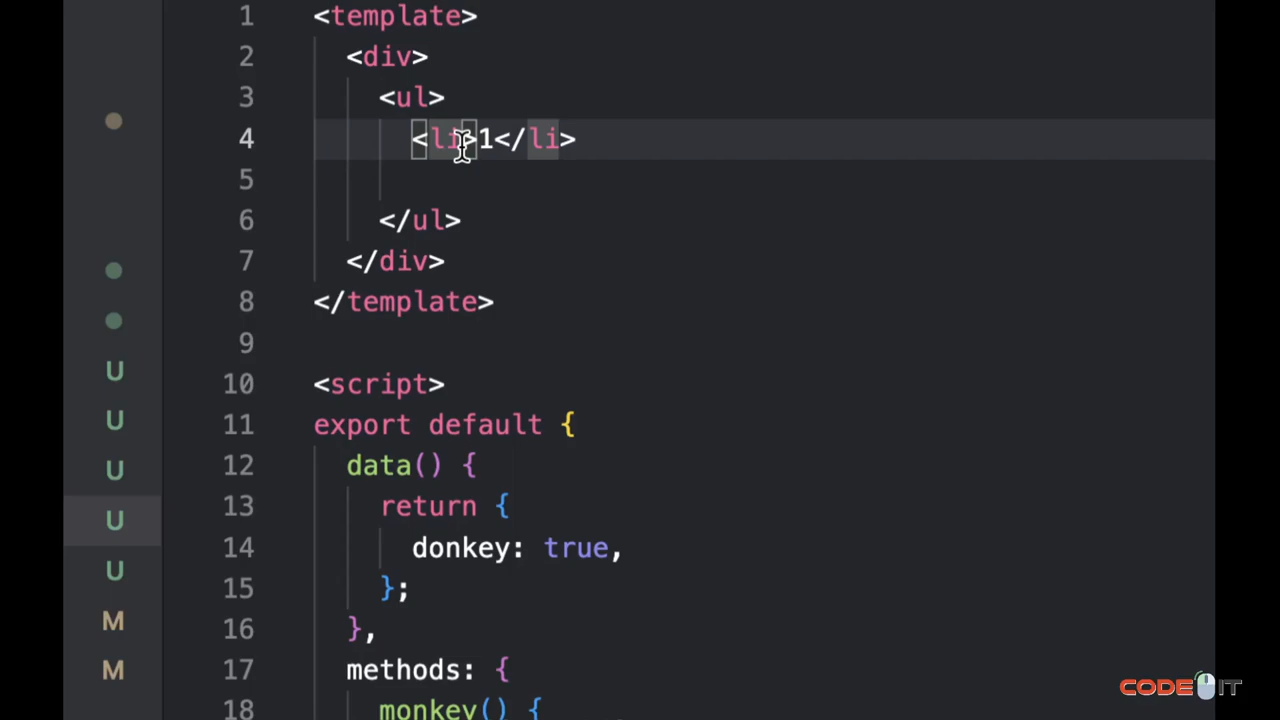 1 <template>
2 <div>
3 <ul>
4 <li>1</li>
5
6 </ul>
7 </div>
8 </template>
9
10 <script>
11 export default {
12 data() {
13 return {
14 donkey: true,
15 };
16 },
17 methods: {
18 monkey() {
U
U
U
U
U
M
M
CODE IT